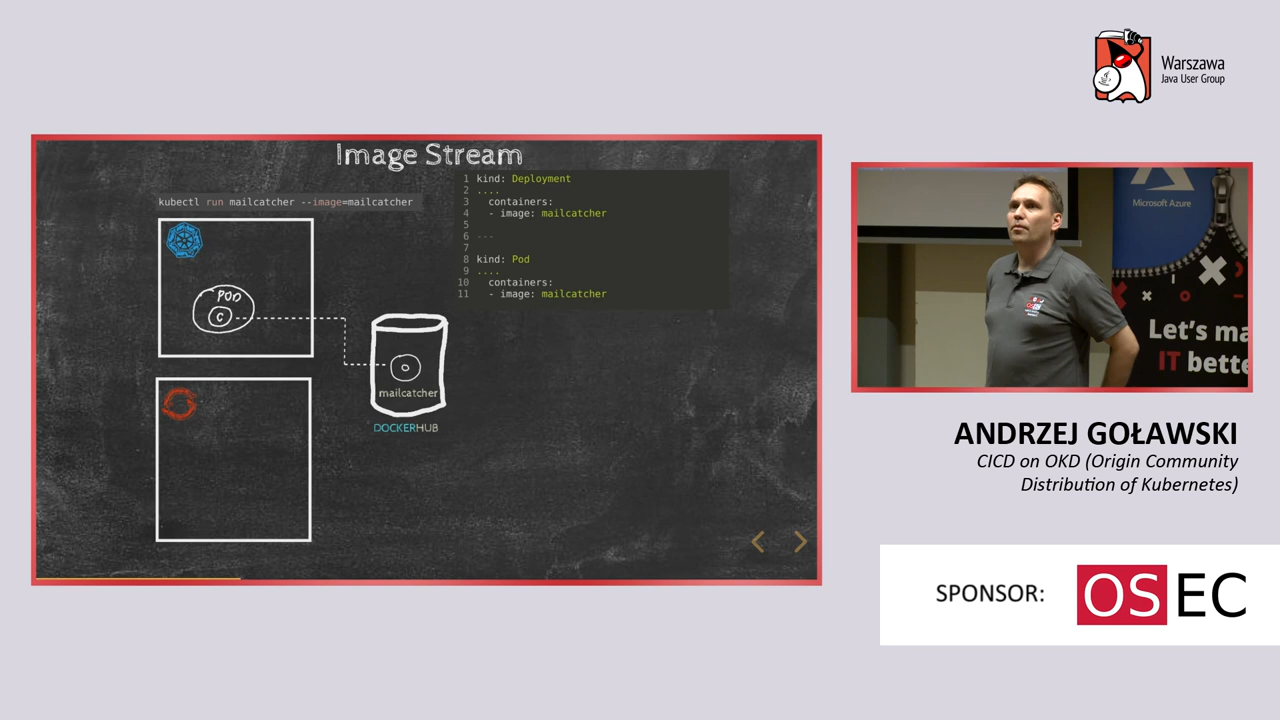 Warszawa
Java User Group
Image Stream
kubectl run mailcatcher --image=mailcatcher
1 kind: Deployment
2 ....
3 containers:
4 - image: mailcatcher
5
6 ---
7
8 kind: Pod
9 ....
10 containers:
11 - image: mailcatcher
POD
C
mailcatcher
DOCKERHUB
Microsoft Azure
Let's ma
IT bette
OSEC
ANDRZEJ GOŁAWSKI
CICD on OKD (Origin Community
Distribution of Kubernetes)
SPONSOR:
OSEC